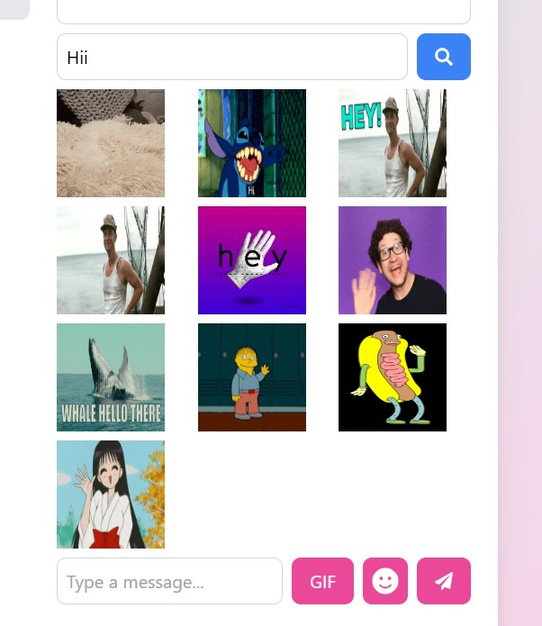 Hii
Hi
HEY!
hey
WHALE HELLO THERE
Type a message...
GIF